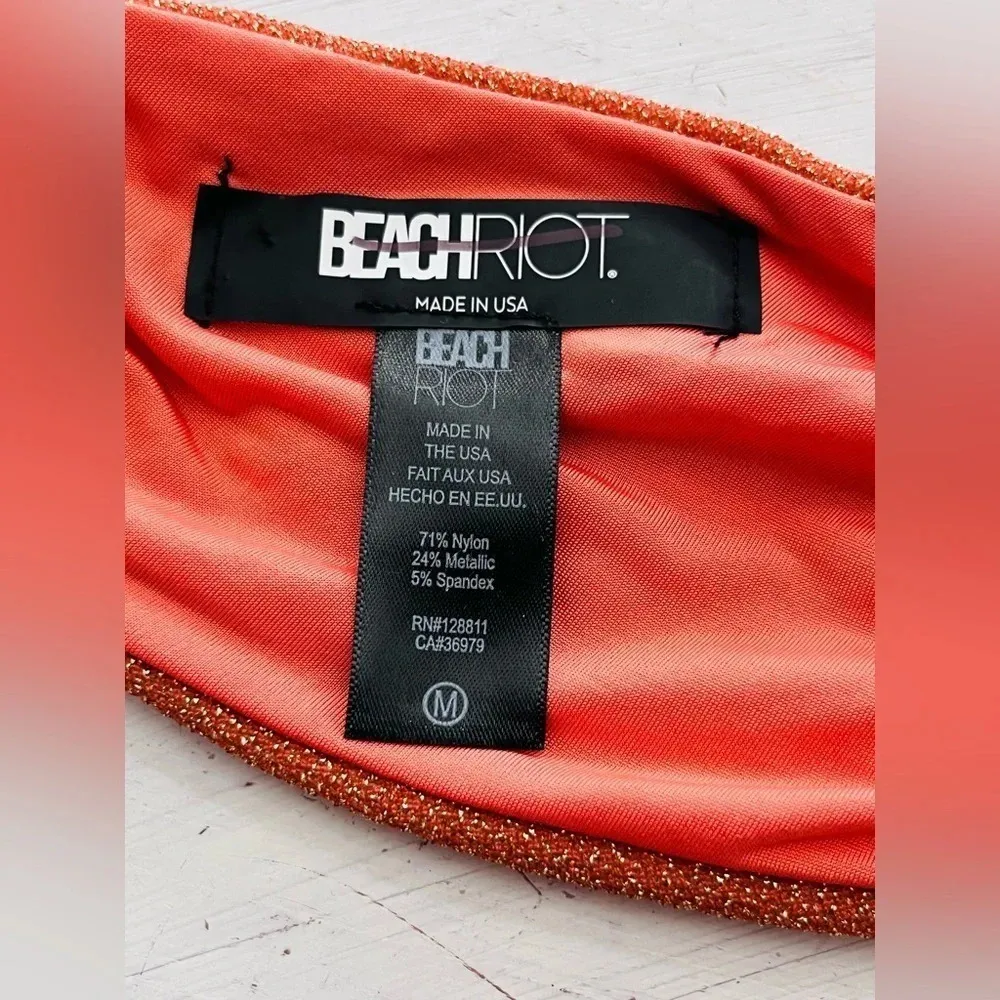 BEACHRIOT®
MADE IN USA
BEACH
RIOT
MADE IN
THE USA
FAIT AUX USA
HECHO EN EE.UU.
71% Nylon
24% Metallic
5% Spandex
RN#128811
CA#36979
M